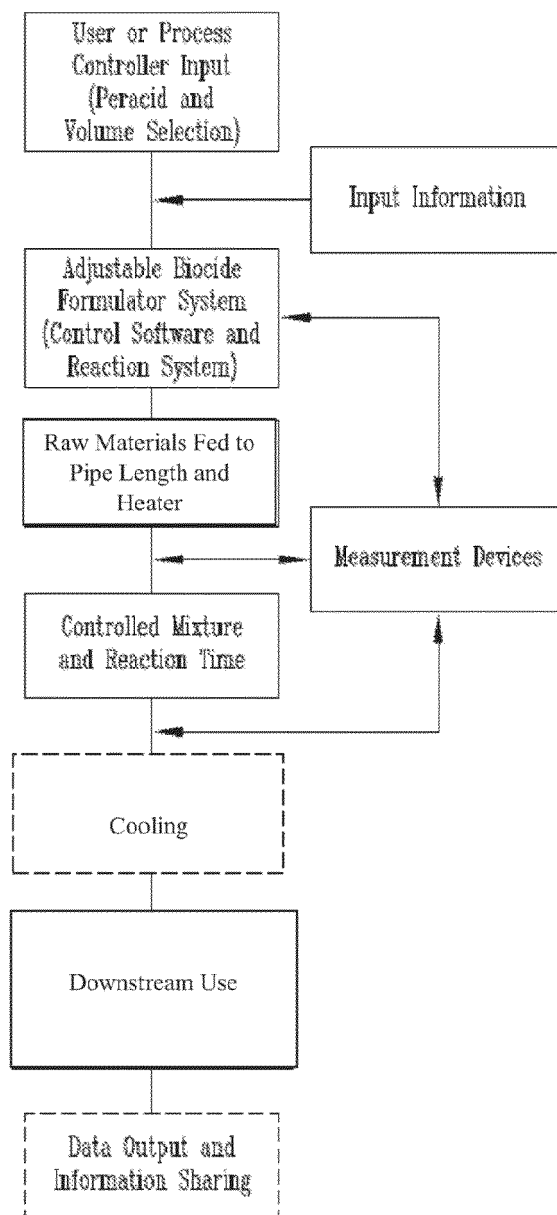 User or Process
Controller Input
(Peracid and
Volume Selection)
Input Information
Adjustable Biocide
Formulator System
(Control Software and
Reaction System)
Raw Materials Fed to
Pipe Length and
Heater
Measurement Devices
Controlled Mixture
and Reaction Time
Cooling
Downstream Use
Data Output and
Information Sharing